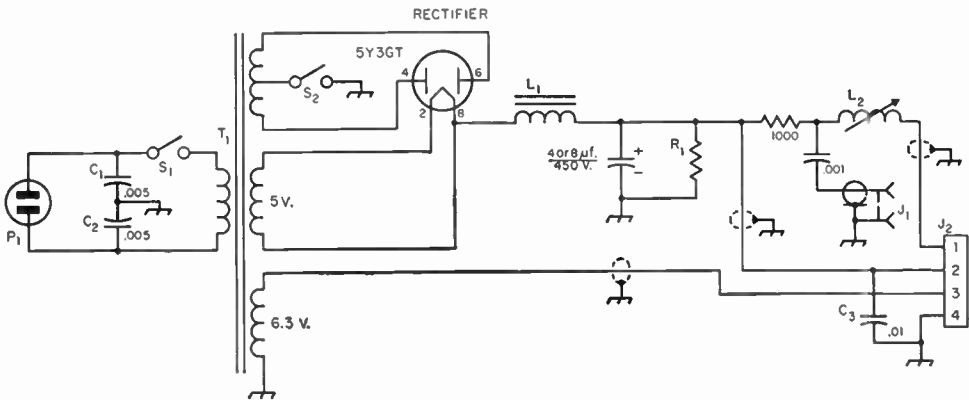 RECTIFIER
5Y3GT
4
6
2
8
S2
L1
L2
T1
S1
C1
.005
C2
.005
P1
5 V.
6.3 V.
4 or 8 µf.
450 V.
+
-
R1
1000
.001
J1
J2
1
2
3
4
C3
.01